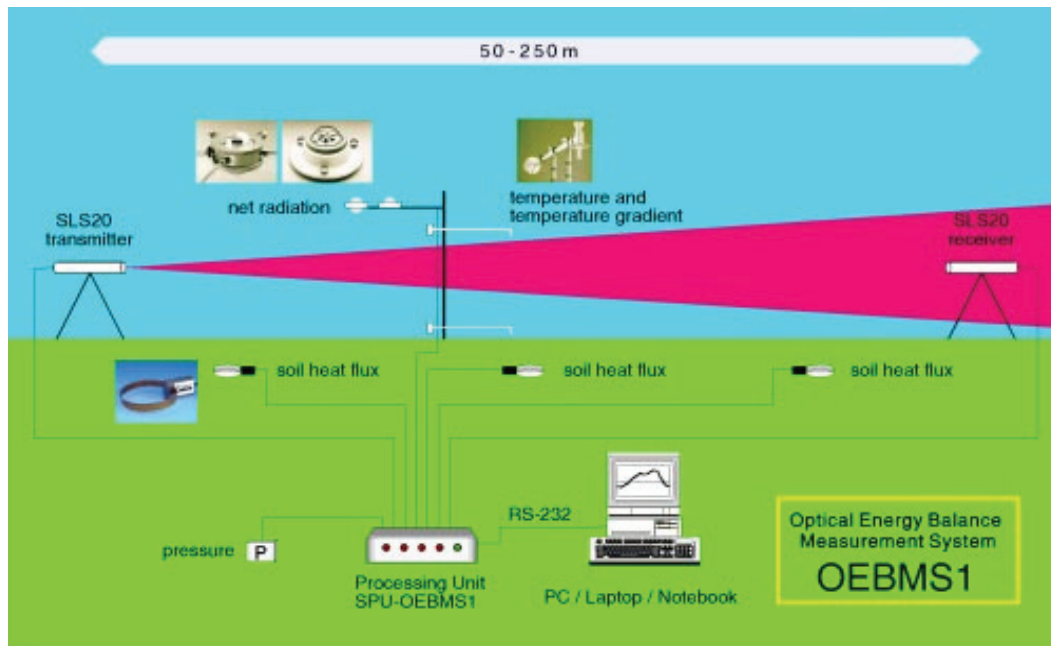 50 - 250 m
net radiation
temperature and
temperature gradient
SLS20
transmitter
SLS20
receiver
soil heat flux
soil heat flux
soil heat flux
pressure
P
RS-232
Processing Unit
SPU-OEBMS1
PC / Laptop / Notebook
Optical Energy Balance
Measurement System
OEBMS1